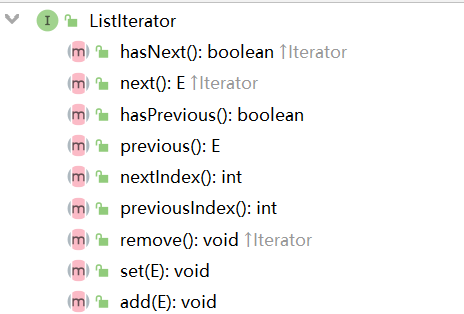 I ListIterator
m hasNext(): boolean ↑Iterator
m next(): E ↑Iterator
m hasPrevious(): boolean
m previous(): E
m nextIndex(): int
m previousIndex(): int
m remove(): void ↑Iterator
m set(E): void
m add(E): void